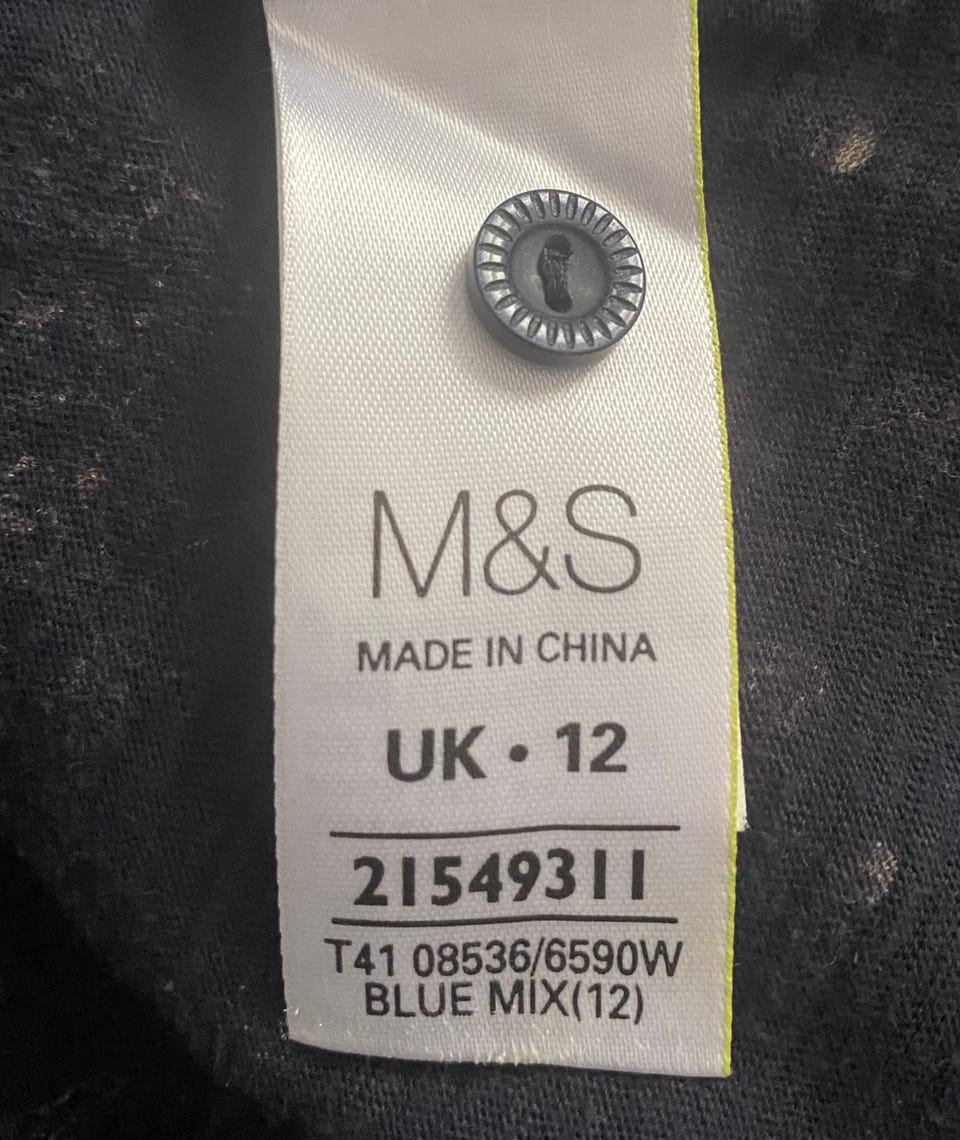 M&S
MADE IN CHINA
UK • 12
21549311
T41 08536/6590W
BLUE MIX(12)